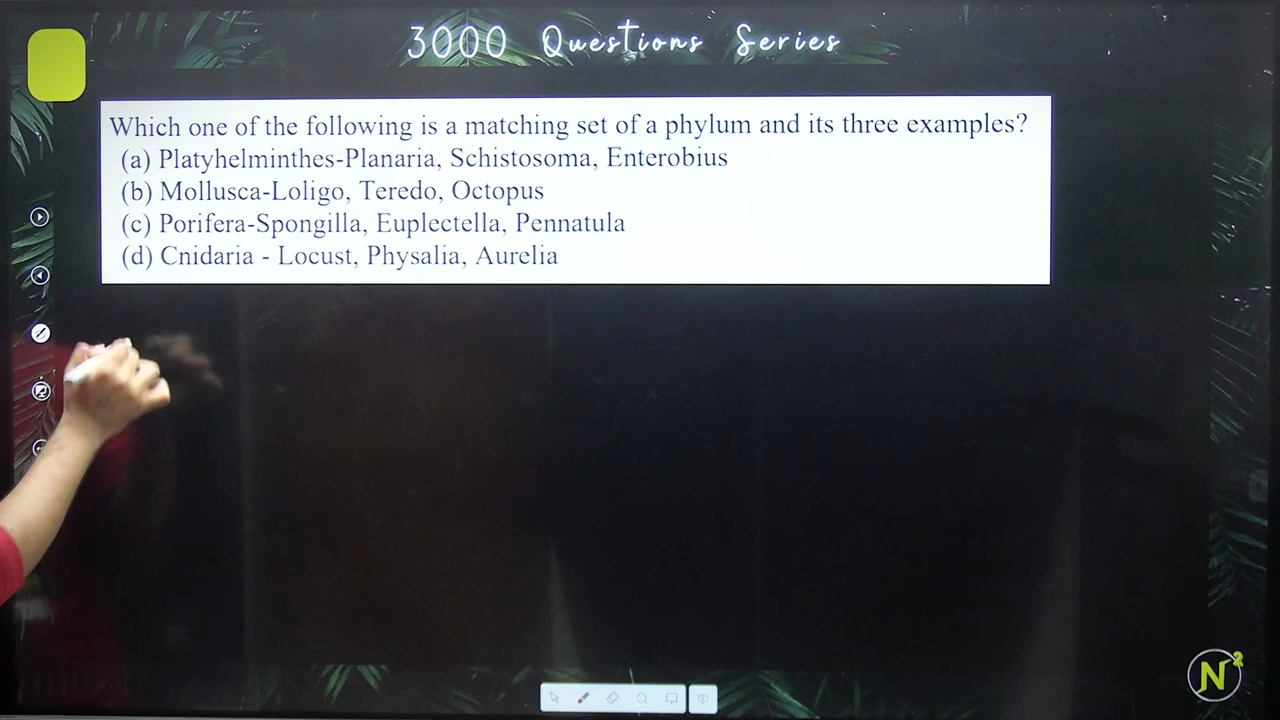 3000 Questions Series
Which one of the following is a matching set of a phylum and its three examples?
(a) Platyhelminthes-Planaria, Schistosoma, Enterobius
(b) Mollusca-Loligo, Teredo, Octopus
(c) Porifera-Spongilla, Euplectella, Pennatula
(d) Cnidaria - Locust, Physalia, Aurelia
N2